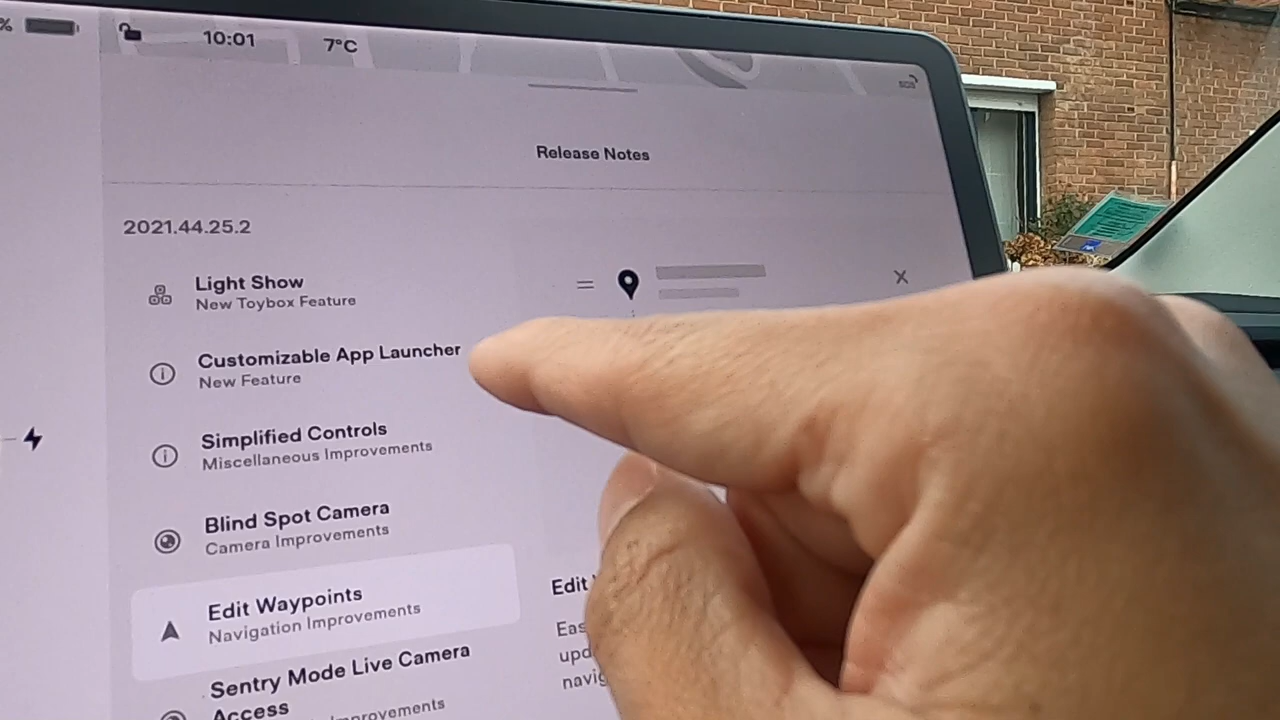 %
10:01
7°C
SOS
Release Notes
2021.44.25.2
Light Show
New Toybox Feature
Customizable App Launcher
New Feature
Simplified Controls
Miscellaneous Improvements
Blind Spot Camera
Camera Improvements
Edit Waypoints
Navigation Improvements
Sentry Mode Live Camera
Access
Edit